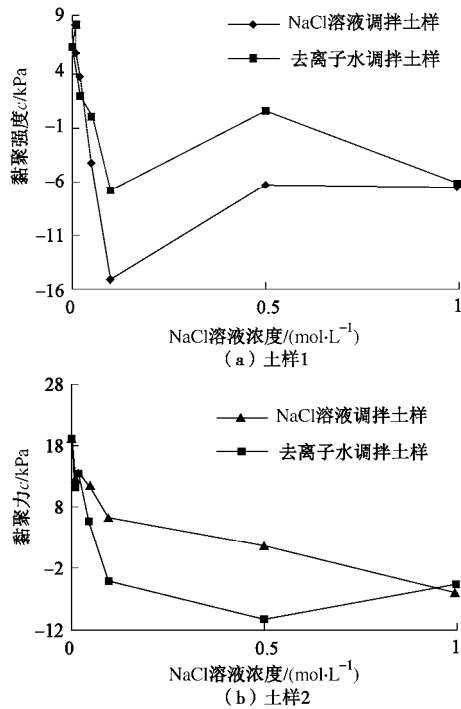 9
4
-1
-6
-11
-16
黏聚强度c/kPa
NaCl溶液调拌土样
去离子水调拌土样
0
0.5
1
NaCl溶液浓度/(mol·L⁻¹)
(a)土样1
28
18
8
-2
-12
黏聚力c/kPa
NaCl溶液调拌土样
去离子水调拌土样
0
0.5
1
NaCl溶液浓度/(mol·L⁻¹)
(b)土样2